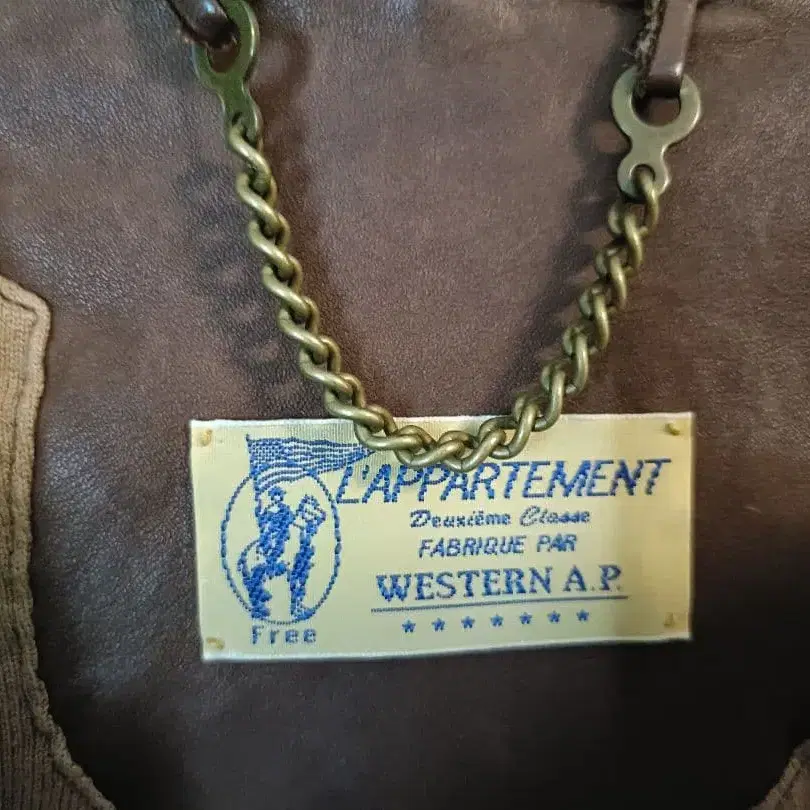 L'APPARTEMENT
Deuxième Classe
FABRIQUE PAR
WESTERN A.P.
*******
Free